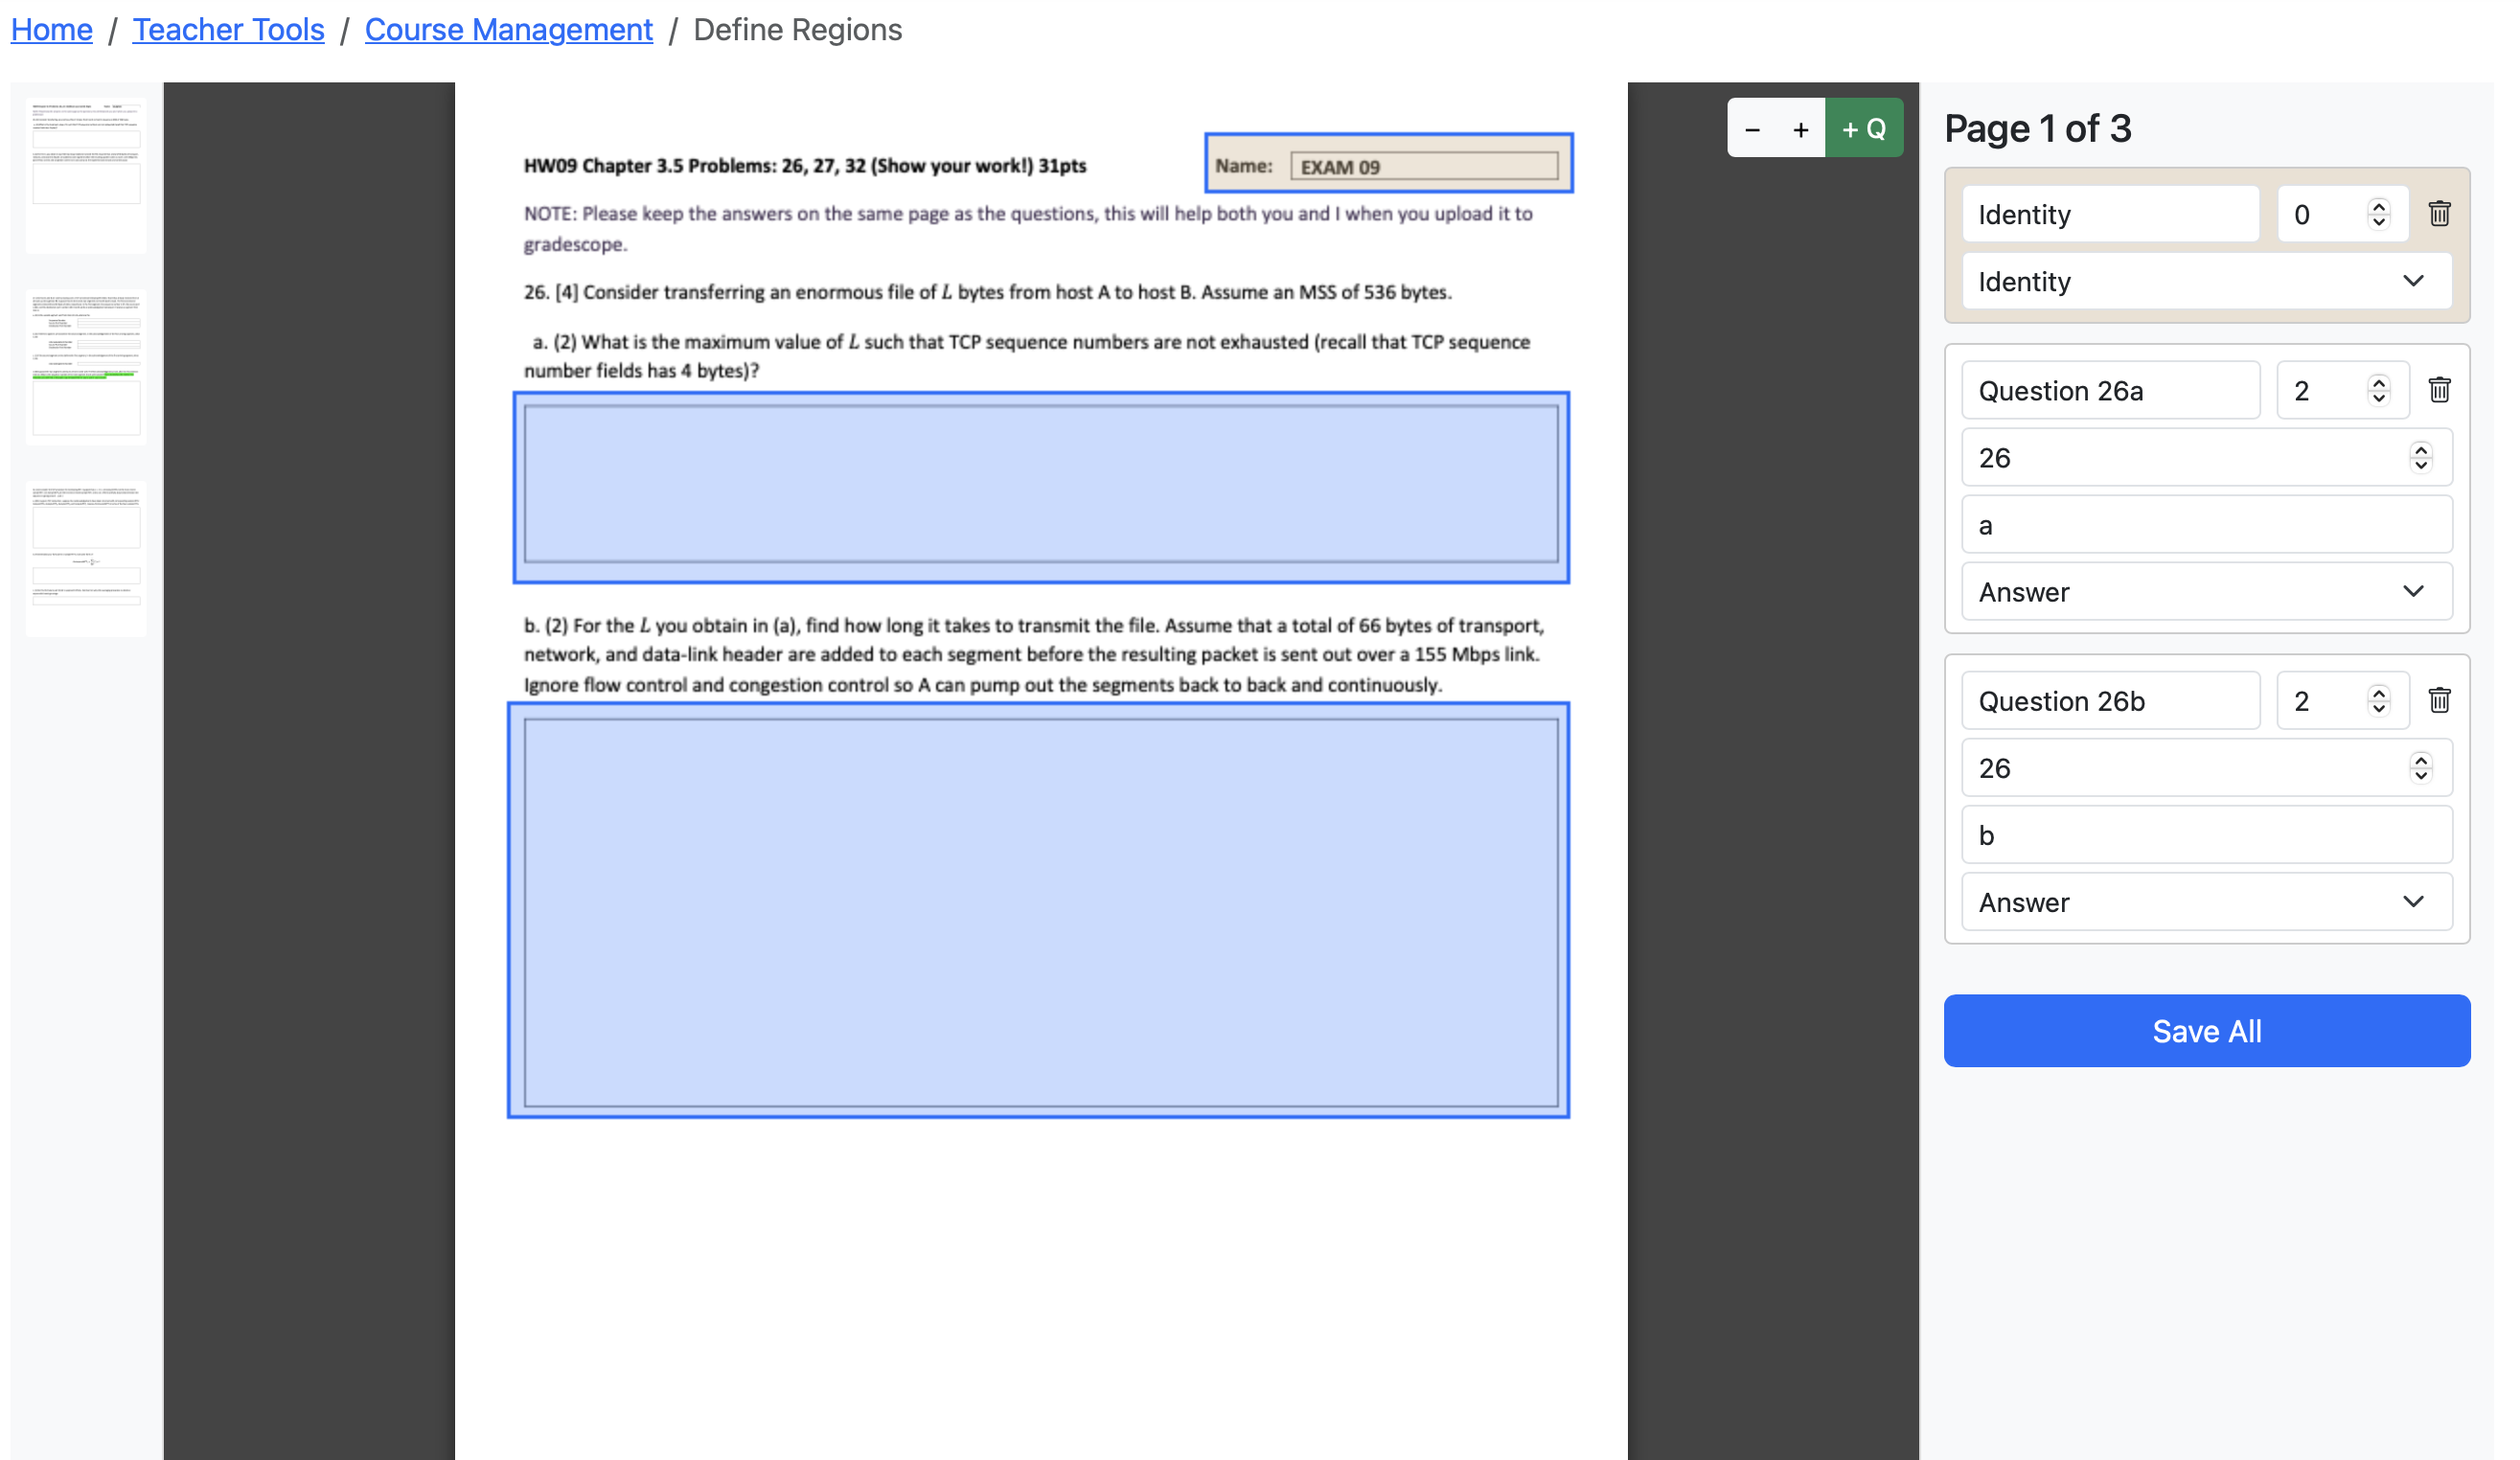 Home / Teacher Tools / Course Management / Define Regions
− + + Q
HW09 Chapter 3.5 Problems: 26, 27, 32 (Show your work!) 31pts
Name: EXAM 09
NOTE: Please keep the answers on the same page as the questions, this will help both you and I when you upload it to
gradescope.
26. [4] Consider transferring an enormous file of L bytes from host A to host B. Assume an MSS of 536 bytes.
a. (2) What is the maximum value of L such that TCP sequence numbers are not exhausted (recall that TCP sequence
number fields has 4 bytes)?
b. (2) For the L you obtain in (a), find how long it takes to transmit the file. Assume that a total of 66 bytes of transport,
network, and data-link header are added to each segment before the resulting packet is sent out over a 155 Mbps link.
Ignore flow control and congestion control so A can pump out the segments back to back and continuously.
Page 1 of 3
Identity 0
Identity
Question 26a 2
26
a
Answer
Question 26b 2
26
b
Answer
Save All